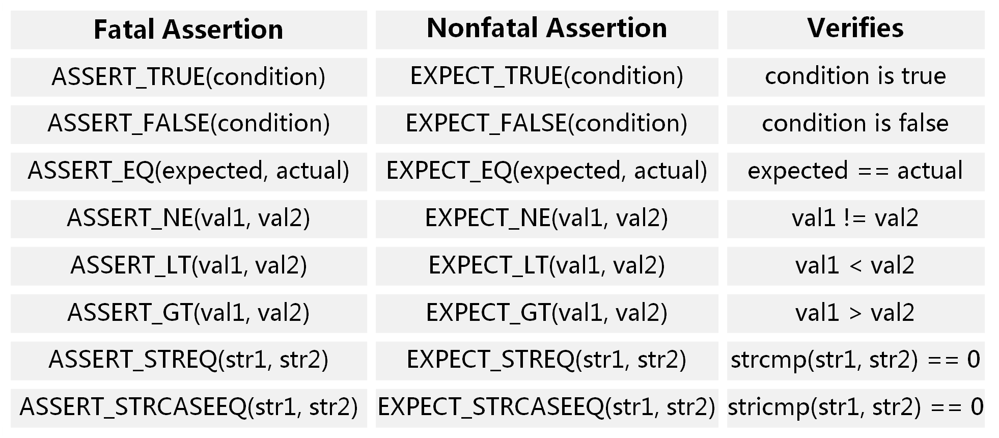 Fatal Assertion Nonfatal Assertion Verifies
ASSERT_TRUE(condition) EXPECT_TRUE(condition) condition is true
ASSERT_FALSE(condition) EXPECT_FALSE(condition) condition is false
ASSERT_EQ(expected, actual) EXPECT_EQ(expected, actual) expected == actual
ASSERT_NE(val1, val2) EXPECT_NE(val1, val2) val1 != val2
ASSERT_LT(val1, val2) EXPECT_LT(val1, val2) val1 < val2
ASSERT_GT(val1, val2) EXPECT_GT(val1, val2) val1 > val2
ASSERT_STREQ(str1, str2) EXPECT_STREQ(str1, str2) strcmp(str1, str2) == 0
ASSERT_STRCASEEQ(str1, str2) EXPECT_STRCASEEQ(str1, str2) stricmp(str1, str2) == 0